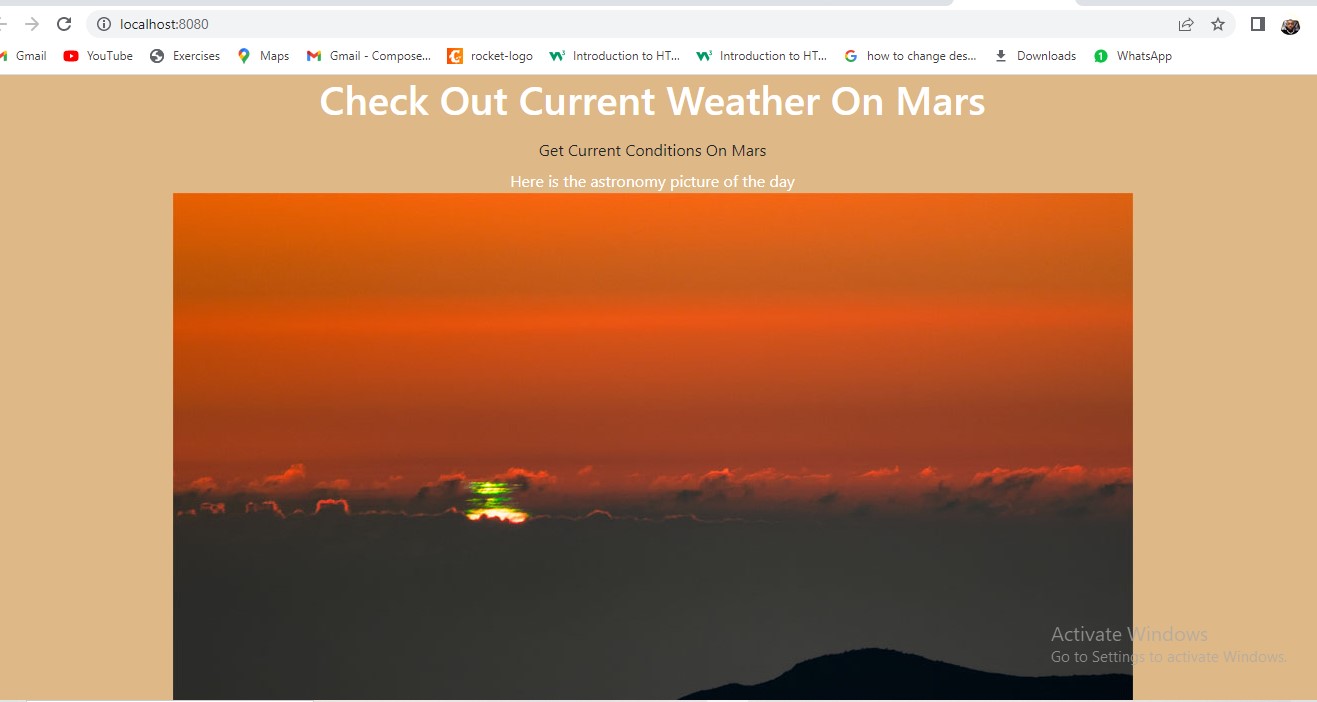 localhost:8080
Gmail YouTube Exercises Maps Gmail - Compose... rocket-logo Introduction to HT... Introduction to HT... how to change des... Downloads 1 WhatsApp
Check Out Current Weather On Mars
Get Current Conditions On Mars
Here is the astronomy picture of the day
Activate Windows
Go to Settings to activate Windows.